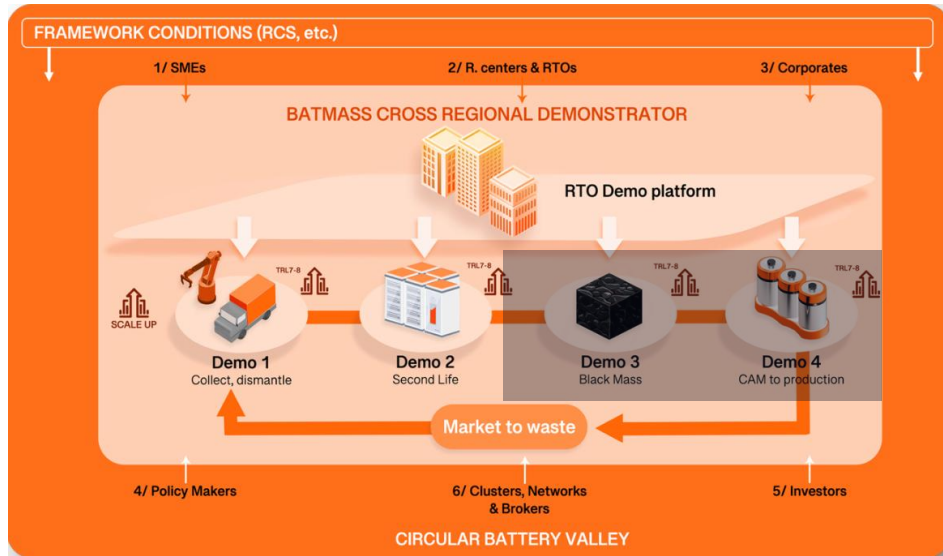 FRAMEWORK CONDITIONS (RCS, etc.)
1/ SMEs
2/ R. centers & RTOs
3/ Corporates
BATMASS CROSS REGIONAL DEMONSTRATOR
RTO Demo platform
TRL7-8
TRL7-8
TRL7-8
TRL7-8
SCALE UP
Demo 1
Collect, dismantle
Demo 2
Second Life
Demo 3
Black Mass
Demo 4
CAM to production
Market to waste
4/ Policy Makers
6/ Clusters, Networks
& Brokers
5/ Investors
CIRCULAR BATTERY VALLEY